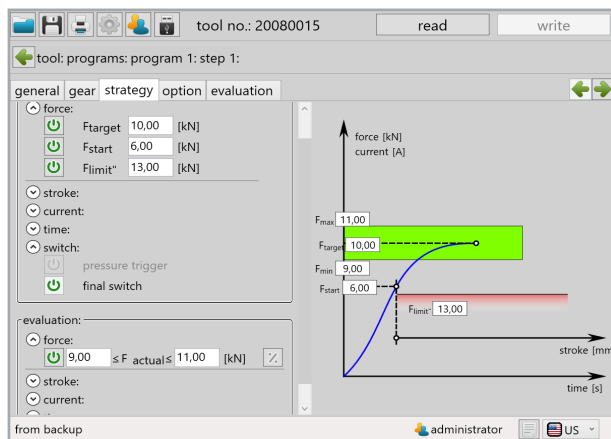 tool no.: 20080015 read write
tool: programs: program 1: step 1:
general gear strategy option evaluation
force:
Ftarget 10,00 [kN]
Fstart 6,00 [kN]
Flimit" 13,00 [kN]
stroke:
current:
time:
switch:
pressure trigger
final switch
evaluation:
force:
9,00 ≤ F actual ≤ 11,00 [kN] %
stroke:
current:
force [kN]
current [A]
Fmax 11,00
Ftarget 10,00
Fmin 9,00
Fstart 6,00
Flimit" 13,00
stroke [mm
time [s]
from backup administrator US